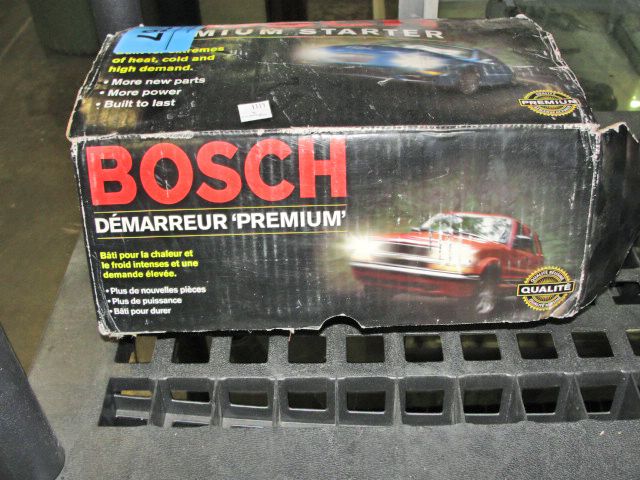 17
MIUM STARTER
extremes
of heat, cold and
high demand.
• More new parts
• More power
• Built to last
PREMIUM
BOSCH
DÉMARREUR 'PREMIUM'
Bâti pour la chaleur et
le froid intenses et une
demande élevée.
• Plus de nouvelles pièces
• Plus de puissance
• Bâti pour durer
QUALITÉ